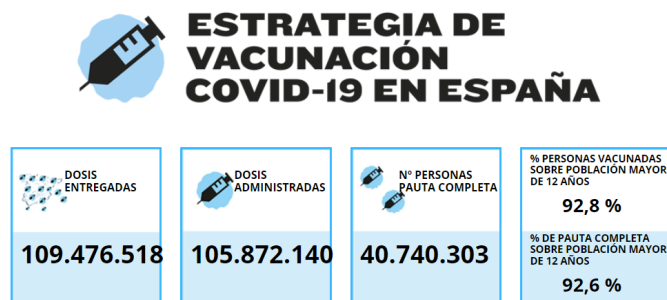 ESTRATEGIA DE
VACUNACIÓN
COVID-19 EN ESPAÑA
DOSIS
ENTREGADAS
109.476.518
DOSIS
ADMINISTRADAS
105.872.140
Nº PERSONAS
PAUTA COMPLETA
40.740.303
% PERSONAS VACUNADAS
SOBRE POBLACIÓN MAYOR
DE 12 AÑOS
92,8 %
% DE PAUTA COMPLETA
SOBRE POBLACIÓN MAYOR
DE 12 AÑOS
92,6 %